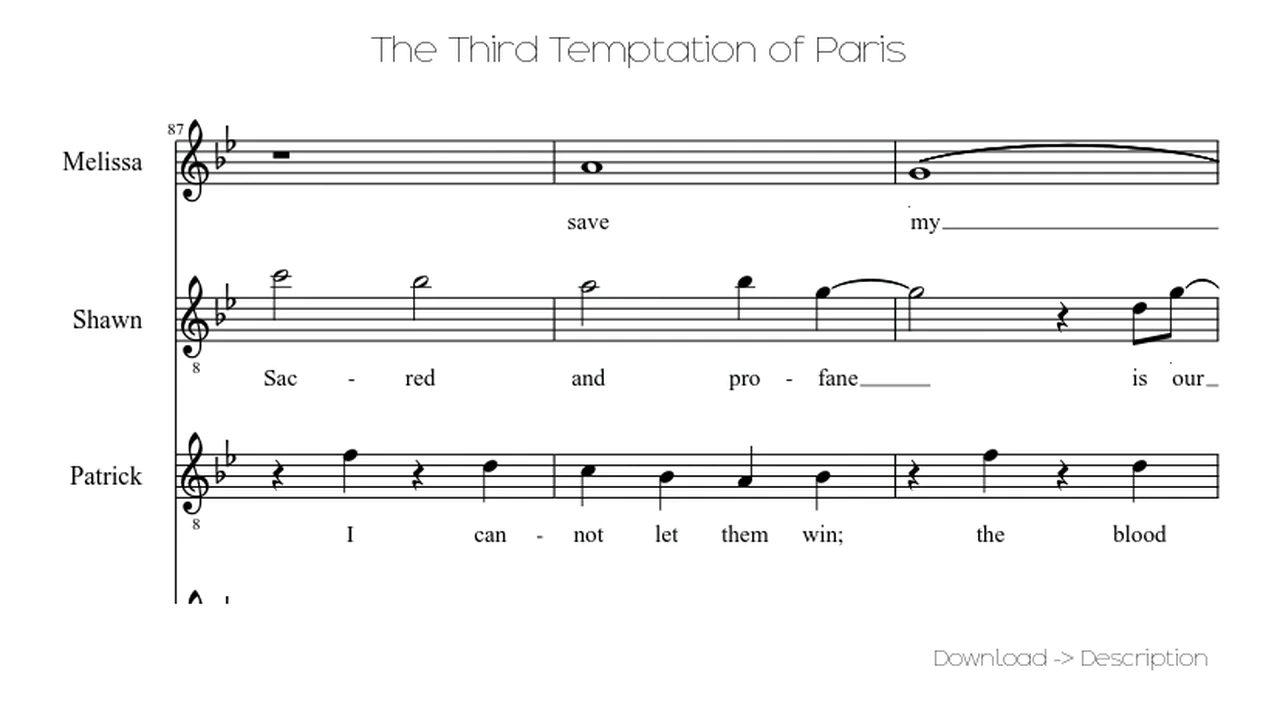 The Third Temptation of Paris
87
Melissa
save my
Shawn
8
Sac - red and pro - fane is our
Patrick
8
I can - not let them win; the blood
Download -> Description